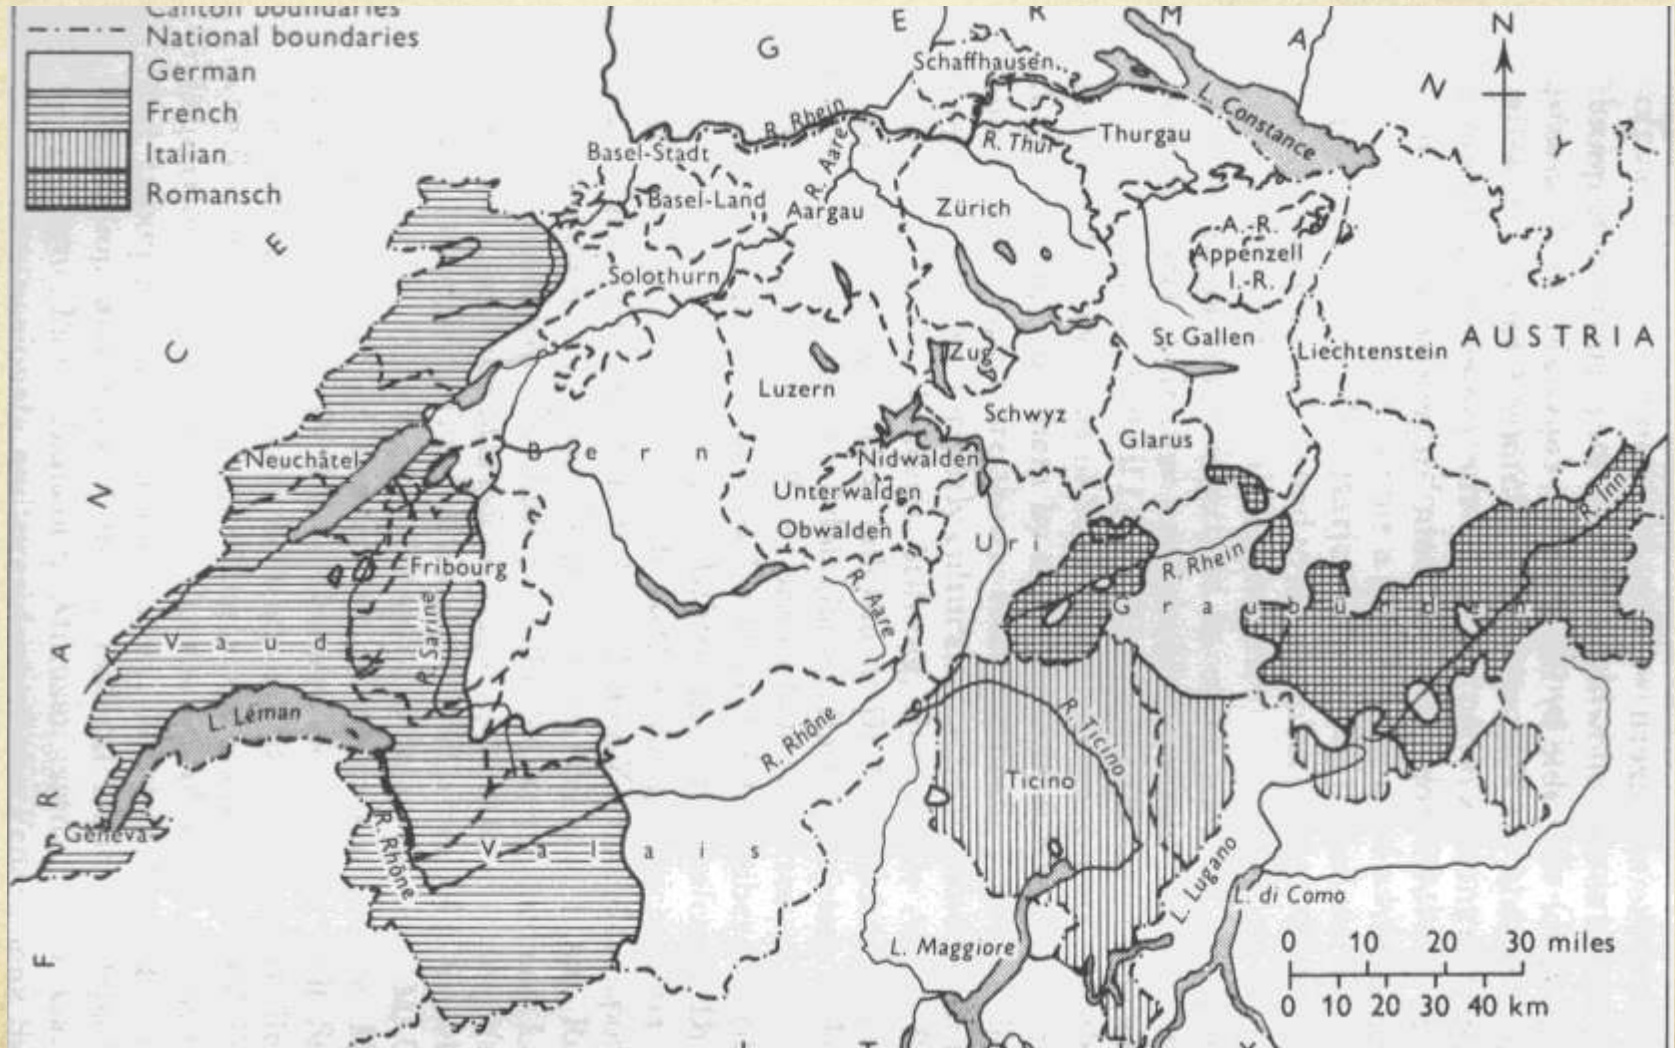 Canton boundaries
National boundaries
German
French
Italian
Romansch
G E R M A N Y
N
Schaffhausen
L. Constance
R. Rhein
R. Thur
Thurgau
Basel-Stadt
R. Aare
Basel-Land
Aargau
Zürich
A.-R.
Appenzell
I.-R.
Solothurn
St Gallen
Liechtenstein
AUSTRIA
Zug
Luzern
Schwyz
Glarus
Neuchâtel
Bern
Nidwalden
Unterwalden
Obwalden
Uri
R. Inn
R. Rhein
Graubünden
Fribourg
R. Aare
R. Sarine
Vaud
L. Léman
R. Rhône
R. Ticino
Ticino
Geneva
R. Rhône
Valais
L. Lugano
L. di Como
L. Maggiore
FRANCE
0 10 20 30 miles
0 10 20 30 40 km
I T Y